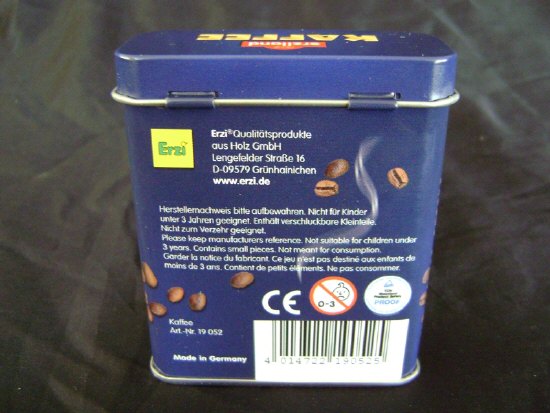 ersiland
KAFFEE
Erzi
Erzi® Qualitätsprodukte
aus Holz GmbH
Lengefelder Straße 16
D-09579 Grünhainichen
www.erzi.de
Herstellernachweis bitte aufbewahren. Nicht für Kinder
unter 3 Jahren geeignet. Enthält verschluckbare Kleinteile.
Nicht zum Verzehr geeignet.
Please keep manufacturers reference. Not suitable for children under
3 years. Contains small pieces. Not meant for consumption.
Garder la notice du fabricant. Ce jeu n'est pas destiné aux enfants de
moins de 3 ans. Contient de petits éléments. Ne pas consommer.
CE
0-3
PROOF
Kaffee
Art.-Nr. 19 052
Made in Germany
4 014722 190525